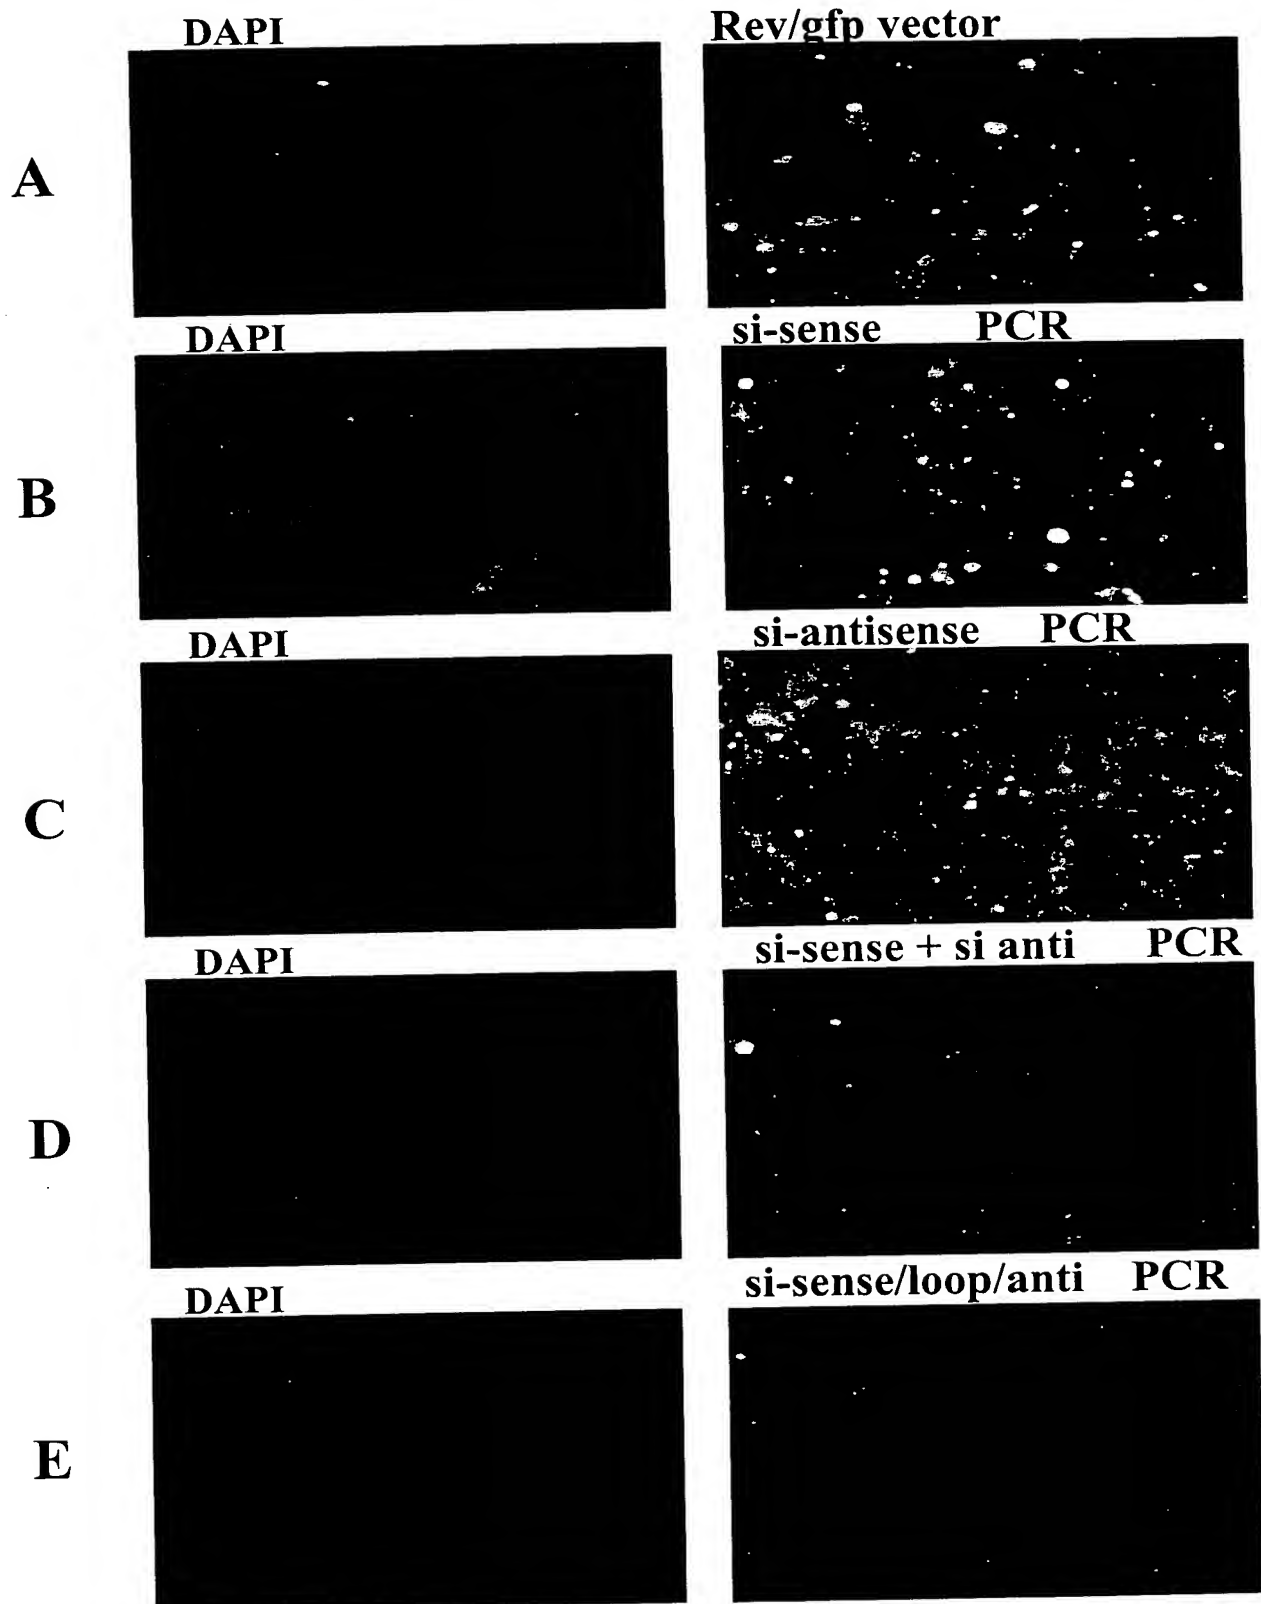 DAPI Rev/gfp vector
A
DAPI si-sense PCR
B
DAPI si-antisense PCR
C
DAPI si-sense + si anti PCR
D
DAPI si-sense/loop/anti PCR
E